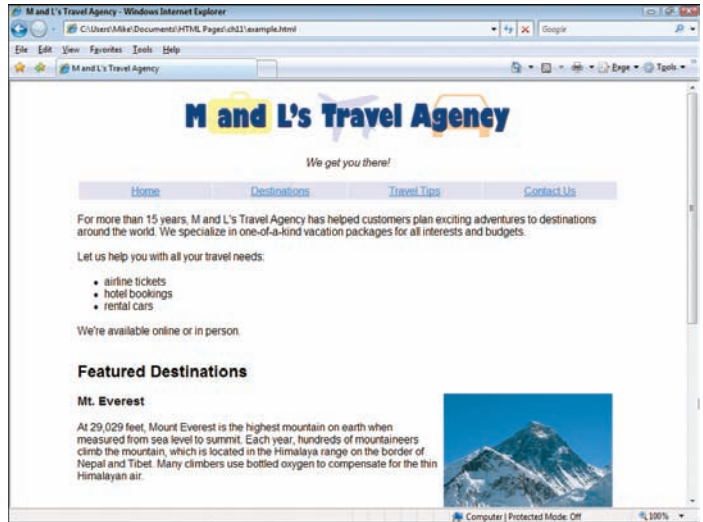 M and L's Travel Agency - Windows Internet Explorer
C:\Users\Mike\Documents\HTML Pages\ch11\example.html
Google
File Edit View Favorites Tools Help
M and L's Travel Agency
Page Tools
M and L's Travel Agency
We get you there!
Home Destinations Travel Tips Contact Us
For more than 15 years, M and L's Travel Agency has helped customers plan exciting adventures to destinations
around the world. We specialize in one-of-a-kind vacation packages for all interests and budgets.
Let us help you with all your travel needs:
• airline tickets
• hotel bookings
• rental cars
We're available online or in person.
Featured Destinations
Mt. Everest
At 29,029 feet, Mount Everest is the highest mountain on earth when
measured from sea level to summit. Each year, hundreds of mountaineers
climb the mountain, which is located in the Himalaya range on the border of
Nepal and Tibet. Many climbers use bottled oxygen to compensate for the thin
Himalayan air.
Computer | Protected Mode: Off 100%